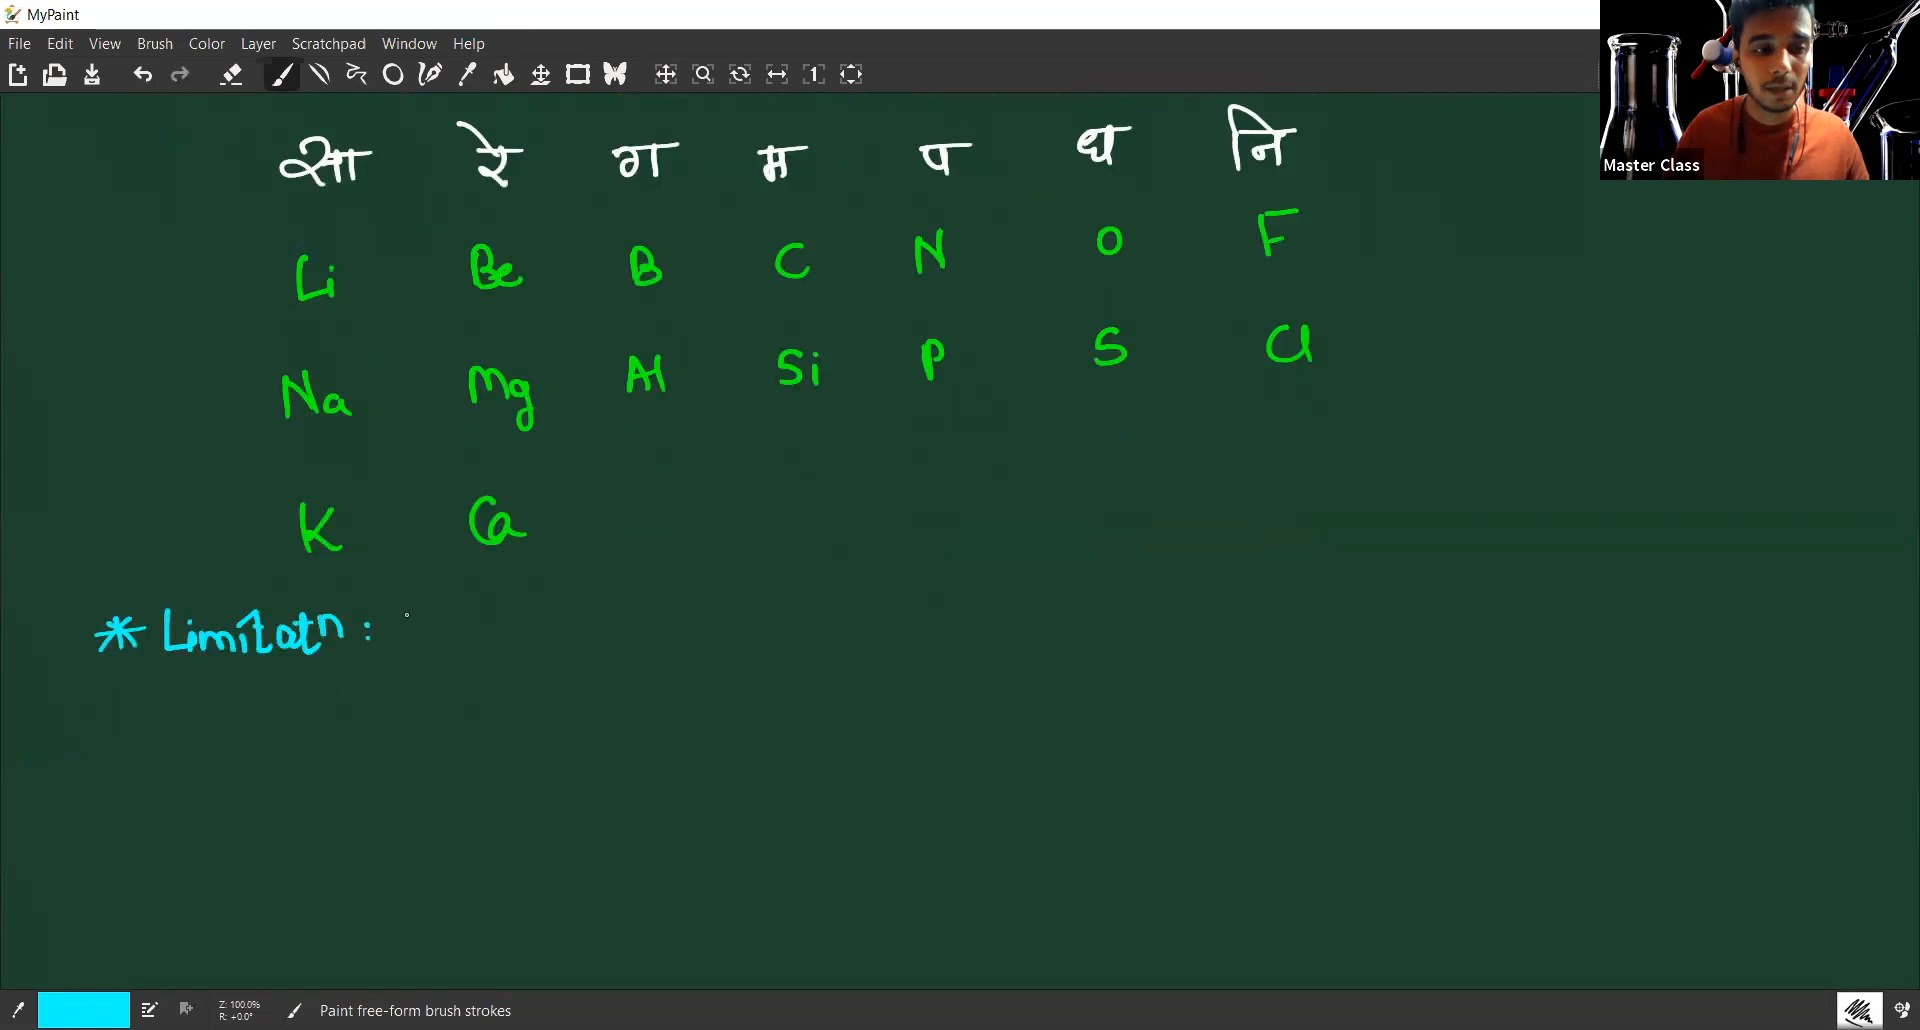 MyPaint
File Edit View Brush Color Layer Scratchpad Window Help
Master Class
सा रे ग म प ध नि
Li Be B C N O F
Na Mg Al Si P S Cl
K Ca
* Limitatn :
Z: 100.0%
R: +0.0°
Paint free-form brush strokes